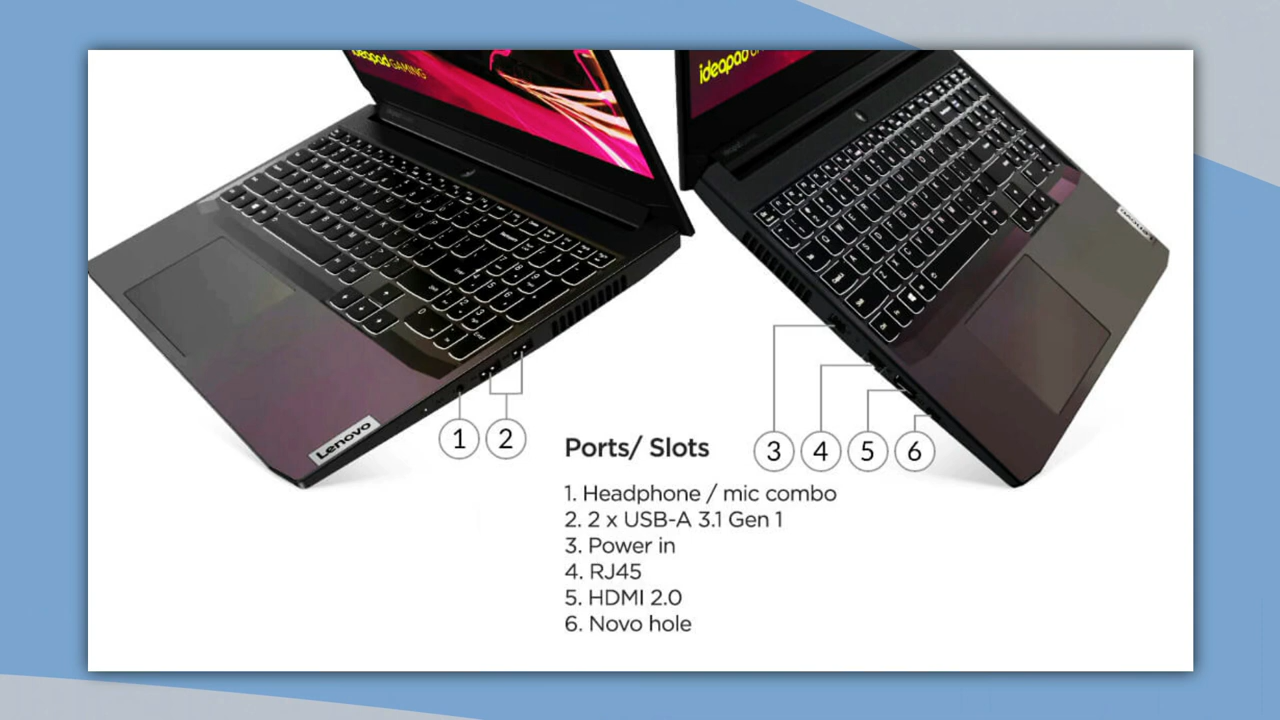 ideapad GAMING
ideapad
Lenovo
Lenovo
1
2
3
4
5
6
Ports/ Slots
1. Headphone / mic combo
2. 2 x USB-A 3.1 Gen 1
3. Power in
4. RJ45
5. HDMI 2.0
6. Novo hole